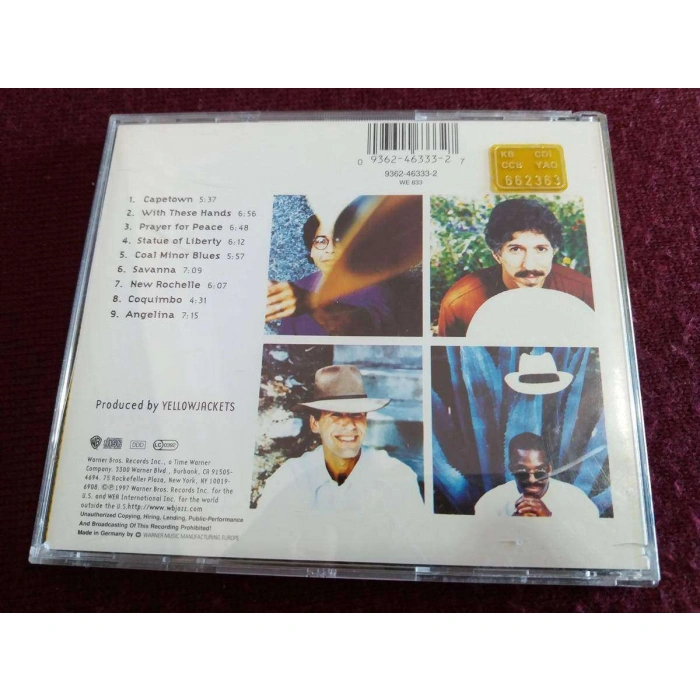 0 9362-46333-2 7
9362-46333-2
WE 833
KB CDI
CCB YAO
662363
1. Capetown 5:37
2. With These Hands 6:56
3. Prayer for Peace 6:48
4. Statue of Liberty 6:12
5. Coal Minor Blues 5:57
6. Savanna 7:09
7. New Rochelle 6:07
8. Coquimbo 4:31
9. Angelina 7:15
Produced by YELLOWJACKETS
DDD LC
Warner Bros. Records Inc., a Time Warner
Company. 3300 Warner Blvd., Burbank, CA 91505-
4694. 75 Rockefeller Plaza, New York, NY 10019-
6908. ©℗ 1997 Warner Bros. Records Inc. for the
U.S. and WEA International Inc. for the world
outside the U.S. http://www.wbjazz.com
Unauthorized Copying, Hiring, Lending, Public Performance
And Broadcasting Of This Recording Prohibited!
Made in Germany by WARNER MUSIC MANUFACTURING EUROPE